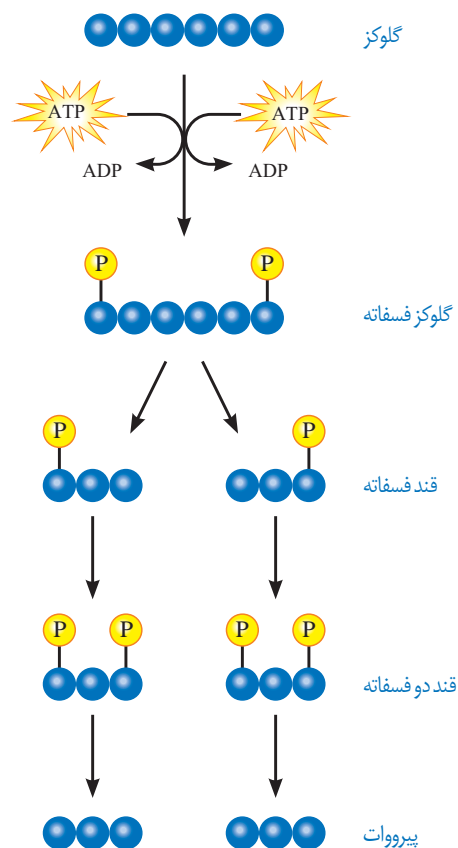 گلوکز
ATP
ATP
ADP
ADP
P
P
گلوکز فسفاته
P
P
قند فسفاته
P
P
P
P
قند دو فسفاته
پیرووات